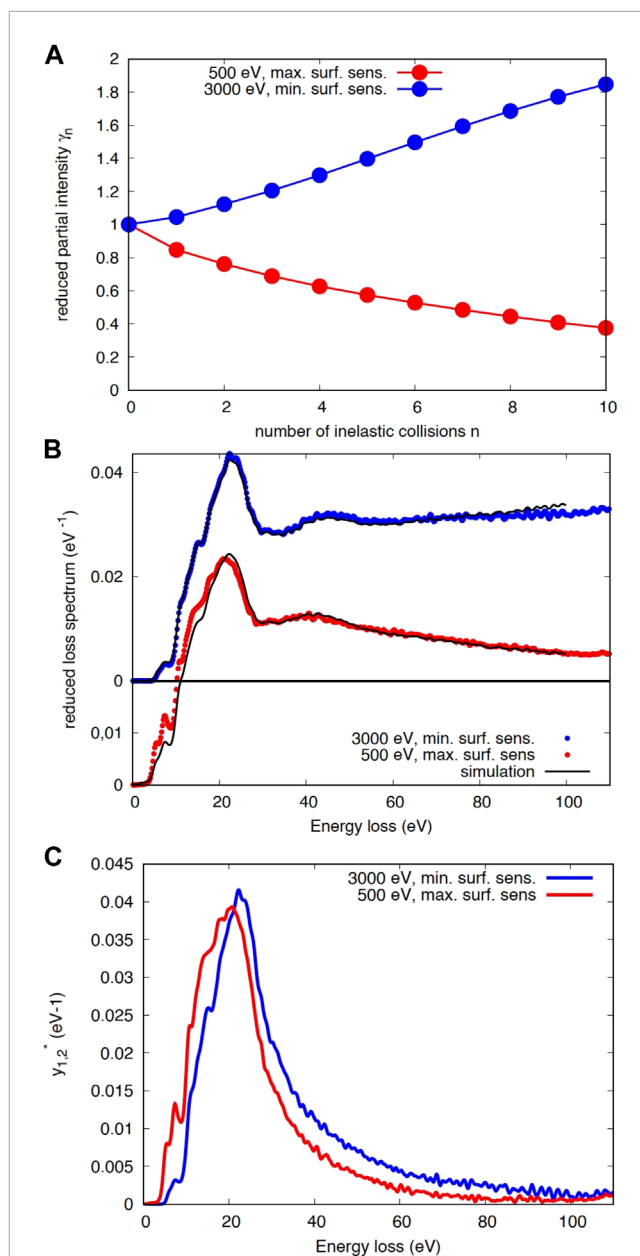 A
500 eV, max. surf. sens.
3000 eV, min. surf. sens.
2
1.8
1.6
1.4
1.2
1
0.8
0.6
0.4
0.2
0
reduced partial intensity γn
0 2 4 6 8 10
number of inelastic collisions n
B
0.04
0.02
0
0,01
0
reduced loss spectrum (eV -1)
3000 eV, min. surf. sens.
500 eV, max. surf. sens
simulation
0 20 40 60 80 100
Energy loss (eV)
C
3000 eV, min. surf. sens.
500 eV, max. surf. sens
0.045
0.04
0.035
0.03
0.025
0.02
0.015
0.01
0.005
0
y1,2* (eV-1)
0 20 40 60 80 100
Energy loss (eV)